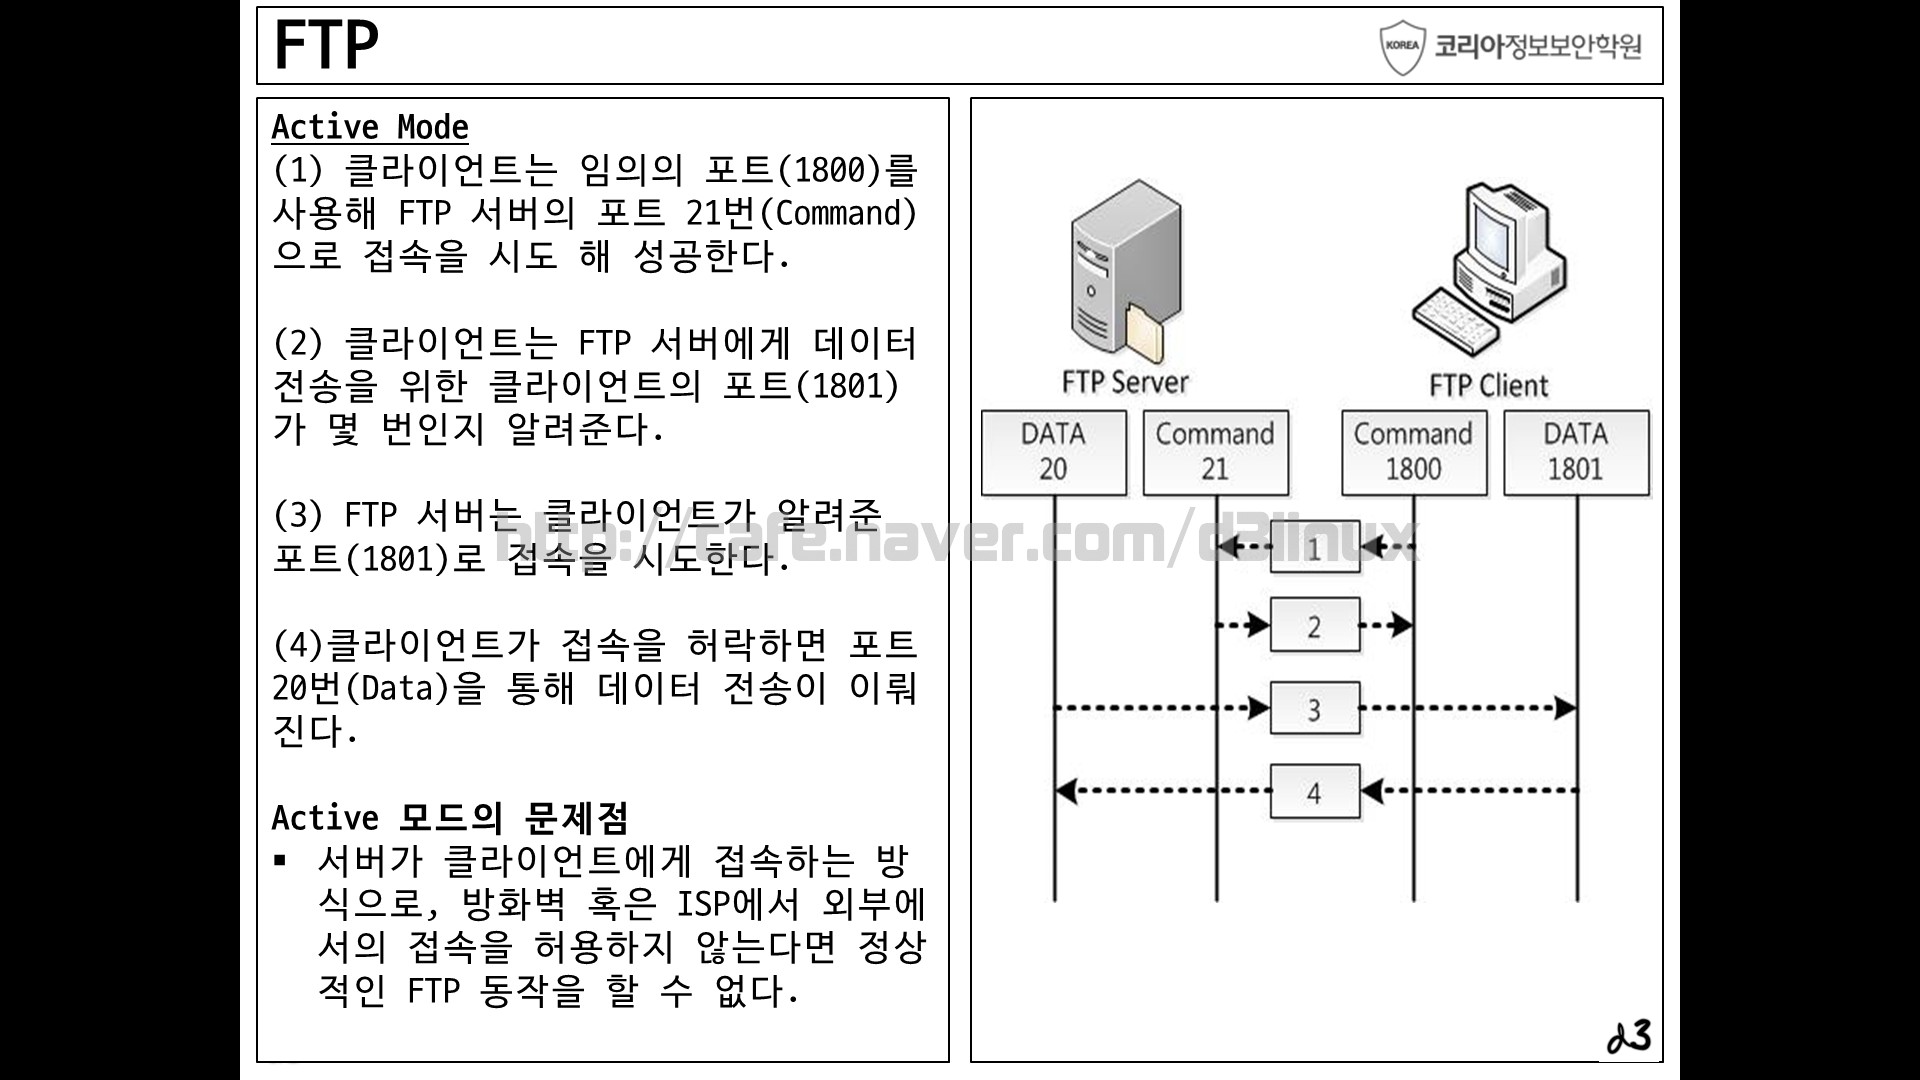 FTP
KOREA 코리아정보보안학원
Active Mode
(1) 클라이언트는 임의의 포트(1800)를
사용해 FTP 서버의 포트 21번(Command)
으로 접속을 시도 해 성공한다.
(2) 클라이언트는 FTP 서버에게 데이터
전송을 위한 클라이언트의 포트(1801)
가 몇 번인지 알려준다.
(3) FTP 서버는 클라이언트가 알려준
포트(1801)로 접속을 시도한다.
(4)클라이언트가 접속을 허락하면 포트
20번(Data)을 통해 데이터 전송이 이뤄
진다.
Active 모드의 문제점
▪ 서버가 클라이언트에게 접속하는 방
식으로, 방화벽 혹은 ISP에서 외부에
서의 접속을 허용하지 않는다면 정상
적인 FTP 동작을 할 수 없다.
http://cafe.naver.com/d3linux
FTP Server
FTP Client
DATA
20
Command
21
Command
1800
DATA
1801
1
2
3
4
d3